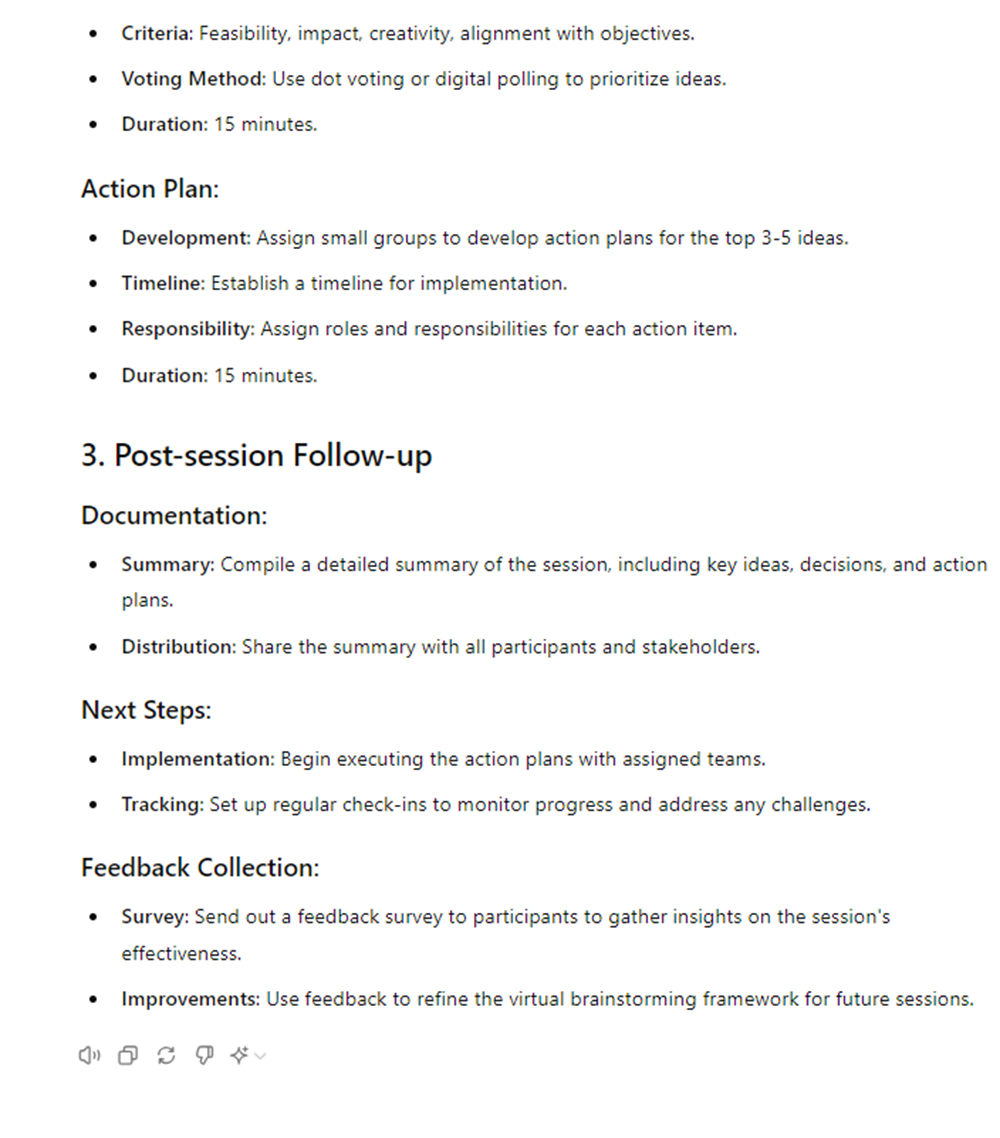 Criteria: Feasibility, impact, creativity, alignment with objectives.
Voting Method: Use dot voting or digital polling to prioritize ideas.
Duration: 15 minutes.
Action Plan:
Development: Assign small groups to develop action plans for the top 3-5 ideas.
Timeline: Establish a timeline for implementation.
Responsibility: Assign roles and responsibilities for each action item.
Duration: 15 minutes.
3. Post-session Follow-up
Documentation:
Summary: Compile a detailed summary of the session, including key ideas, decisions, and action
plans.
Distribution: Share the summary with all participants and stakeholders.
Next Steps:
Implementation: Begin executing the action plans with assigned teams.
Tracking: Set up regular check-ins to monitor progress and address any challenges.
Feedback Collection:
Survey: Send out a feedback survey to participants to gather insights on the session's
effectiveness.
Improvements: Use feedback to refine the virtual brainstorming framework for future sessions.